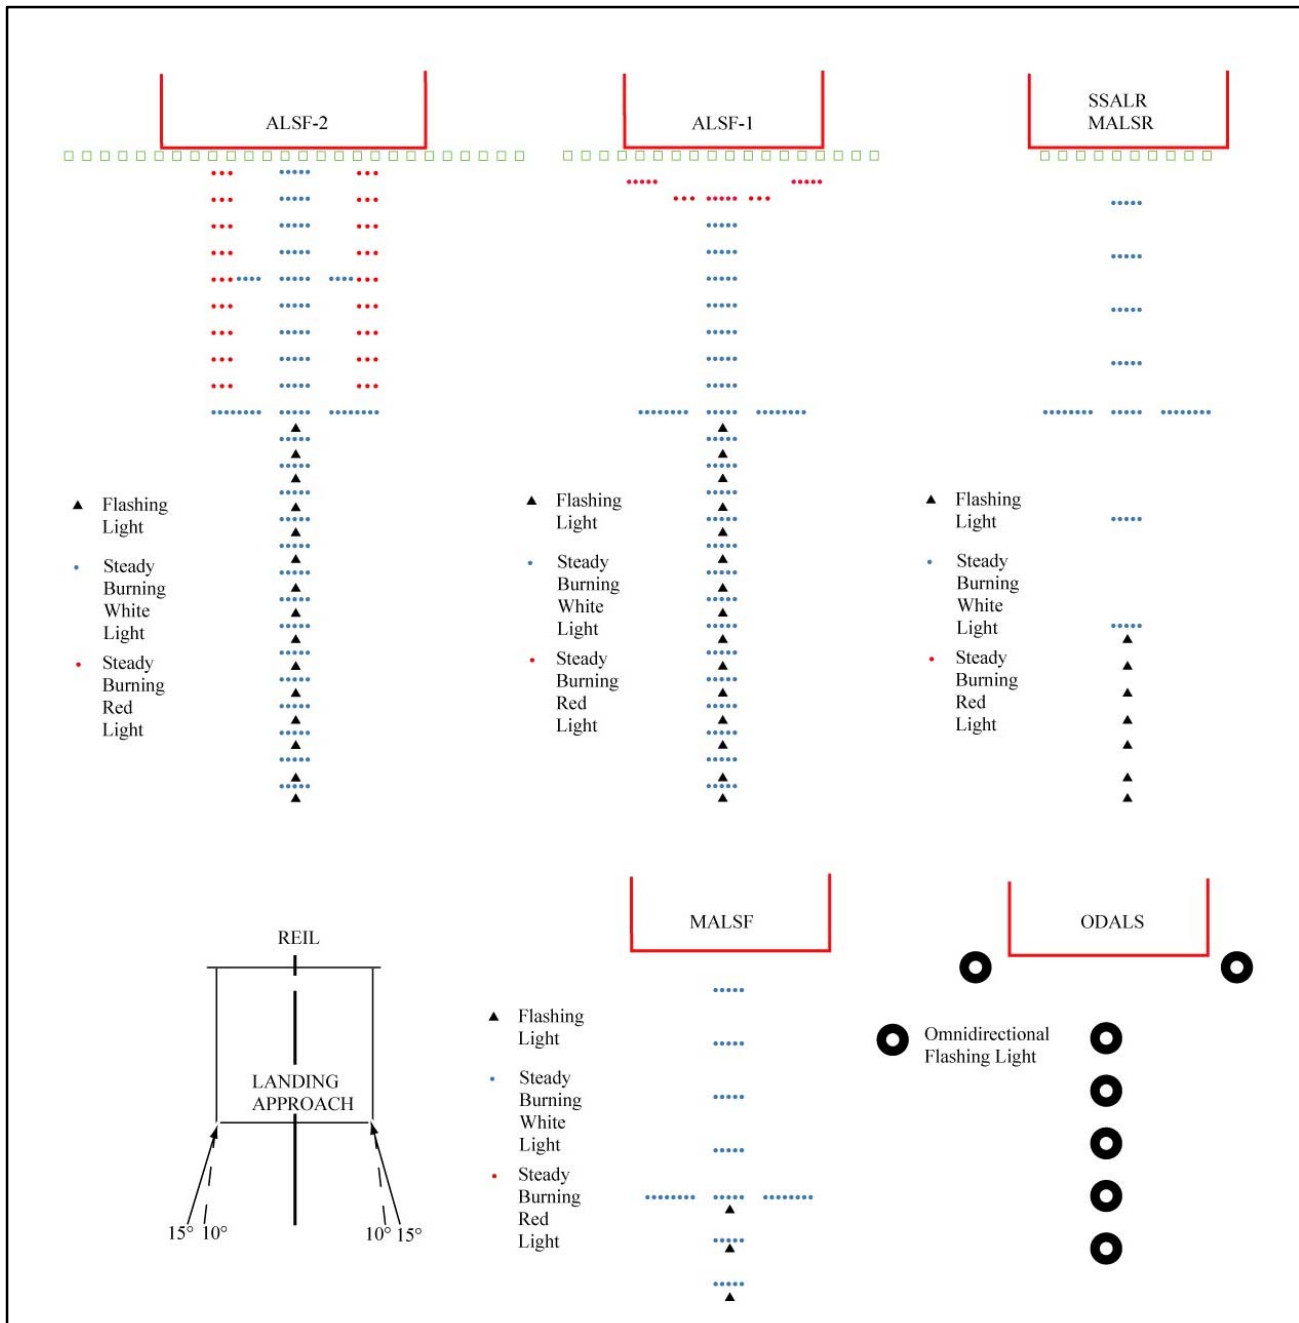 ALSF-2
ALSF-1
SSALR
MALSR
Flashing
Light
Steady
Burning
White
Light
Steady
Burning
Red
Light
Flashing
Light
Steady
Burning
White
Light
Steady
Burning
Red
Light
Flashing
Light
Steady
Burning
White
Light
Steady
Burning
Red
Light
REIL
LANDING
APPROACH
15° 10°
10° 15°
MALSF
Flashing
Light
Steady
Burning
White
Light
Steady
Burning
Red
Light
ODALS
Omnidirectional
Flashing Light